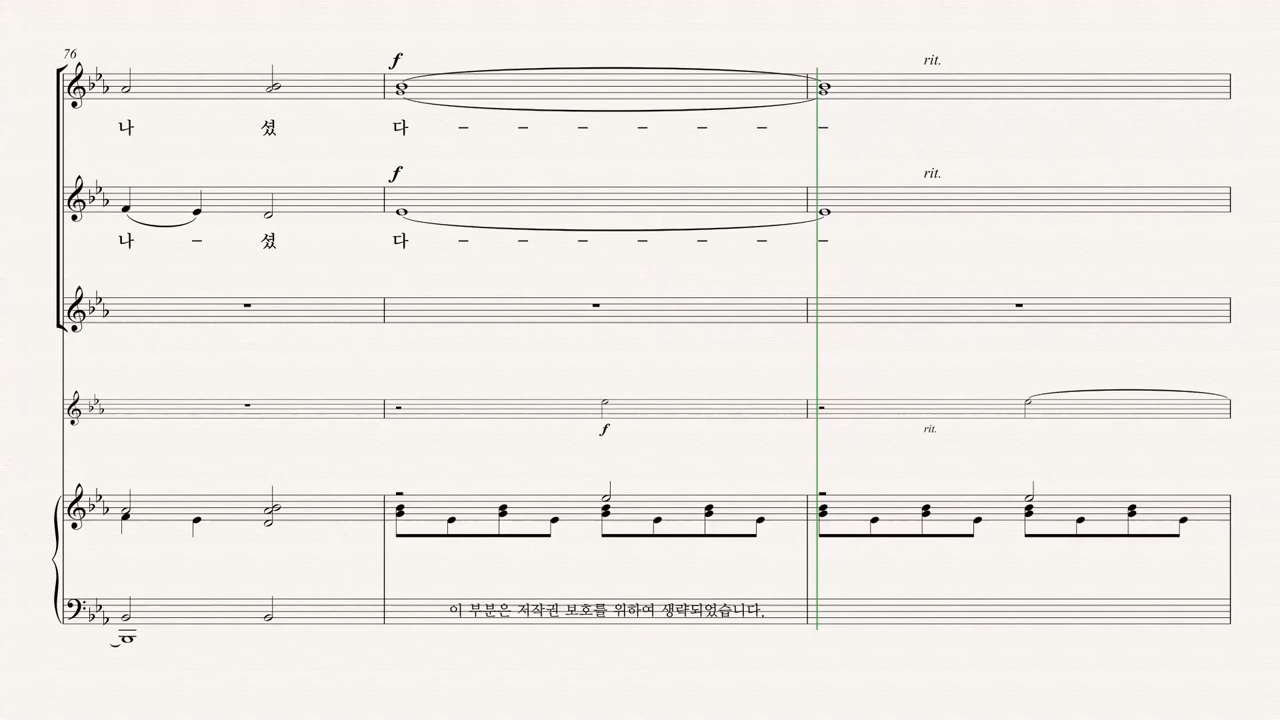 76
f
rit.
나 셨 다 – – – – – – –
f
rit.
나 – 셨 다 – – – – – – –
f
rit.
이 부분은 저작권 보호를 위하여 생략되었습니다.